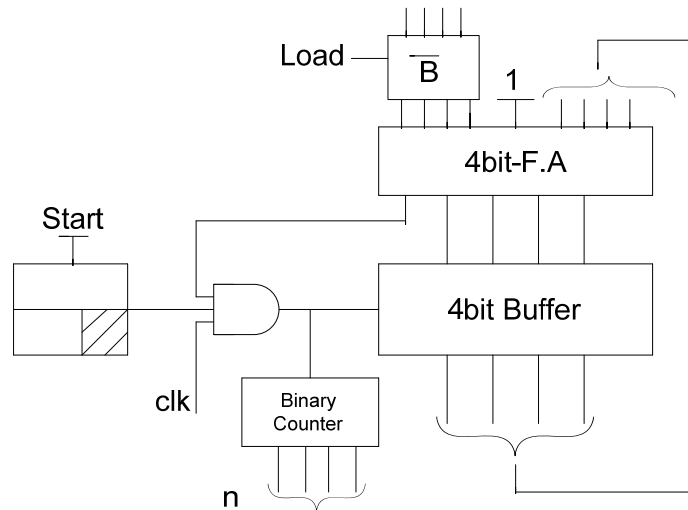 Load
B
1
4bit-F.A
Start
4bit Buffer
clk
Binary
Counter
n